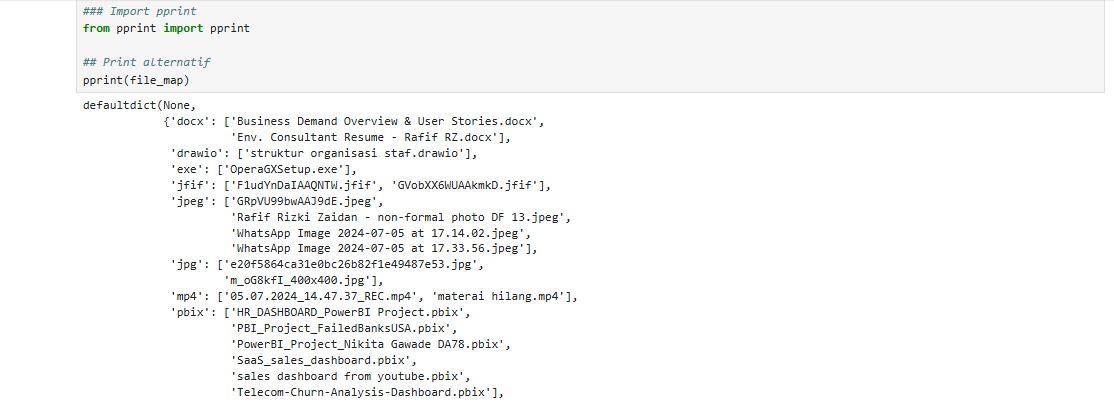 ### Import pprint
from pprint import pprint
## Print alternatif
pprint(file_map)
defaultdict(None,
{'docx': ['Business Demand Overview & User Stories.docx',
'Env. Consultant Resume - Rafif RZ.docx'],
'drawio': ['struktur organisasi staf.drawio'],
'exe': ['OperaGXSetup.exe'],
'jfif': ['F1udYnDaIAAQNTW.jfif', 'GVobXX6WUAAkmkD.jfif'],
'jpeg': ['GRpVU99bwAAJ9dE.jpeg',
'Rafif Rizki Zaidan - non-formal photo DF 13.jpeg',
'WhatsApp Image 2024-07-05 at 17.14.02.jpeg',
'WhatsApp Image 2024-07-05 at 17.33.56.jpeg'],
'jpg': ['e20f5864ca31e0bc26b82f1e49487e53.jpg',
'm_oG8kfI_400x400.jpg'],
'mp4': ['05.07.2024_14.47.37_REC.mp4', 'materai hilang.mp4'],
'pbix': ['HR_DASHBOARD_PowerBI Project.pbix',
'PBI_Project_FailedBanksUSA.pbix',
'PowerBI_Project_Nikita Gawade DA78.pbix',
'SaaS_sales_dashboard.pbix',
'sales dashboard from youtube.pbix',
'Telecom-Churn-Analysis-Dashboard.pbix'],